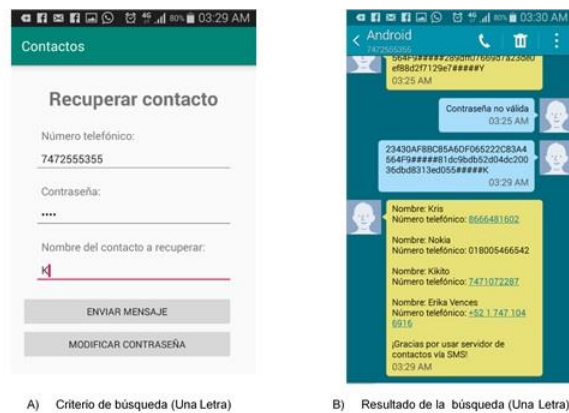 46 80% 03:29 AM
Contactos
Recuperar contacto
Número telefónico:
7472555355
Contraseña:
....
Nombre del contacto a recuperar:
K
ENVIAR MENSAJE
MODIFICAR CONTRASEÑA
A) Criterio de búsqueda (Una Letra)
80% 03:30 AM
Android
7472555355
ef88d2f7129e7#####Y
03:25 AM
Contraseña no válida
03:25 AM
23430AF8BC85A6DF065222C83A4
564F9#####81dc9bdb52d04dc200
36dbd8313ed055#####K
03:29 AM
Nombre: Kris
Número telefónico: 8666481602
Nombre: Nokia
Número telefónico: 018005466542
Nombre: Kikito
Número telefónico: 7471072287
Nombre: Erika Vences
Número telefónico: +52 1 747 104
6916
¡Gracias por usar servidor de
contactos vía SMS!
03:29 AM
B) Resultado de la búsqueda (Una Letra)